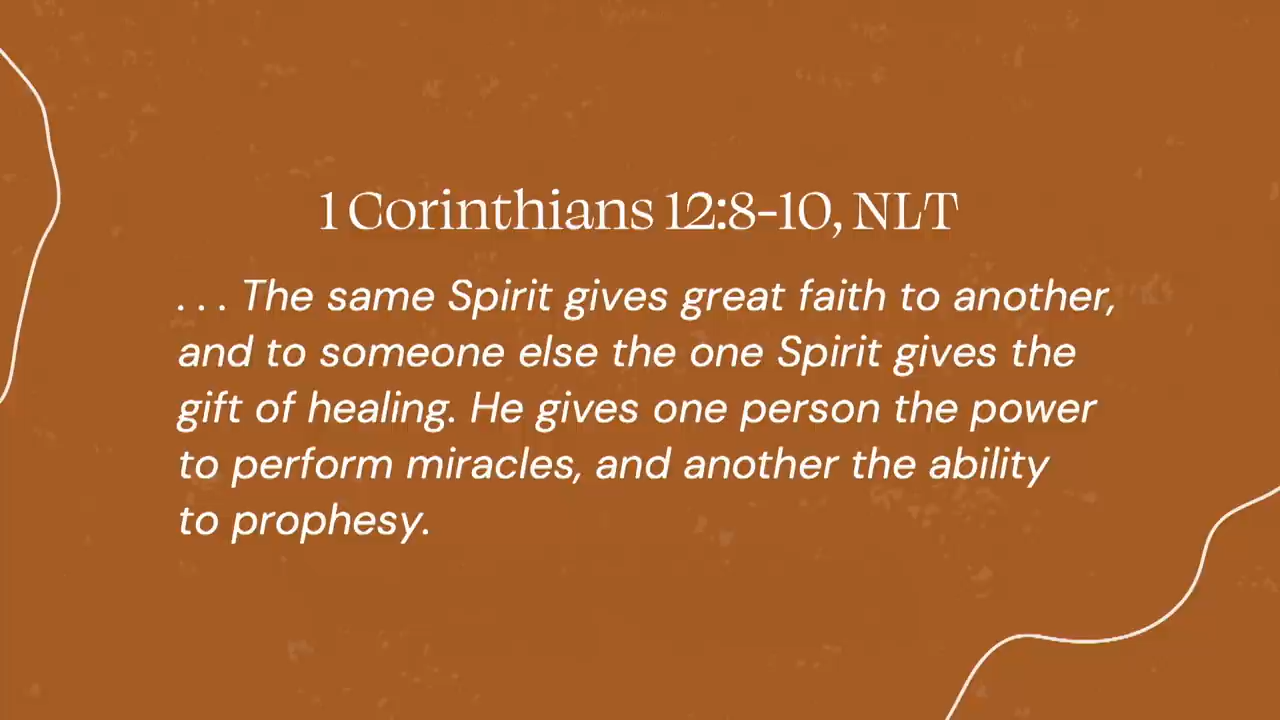 1 Corinthians 12:8-10, NLT
. . . The same Spirit gives great faith to another,
and to someone else the one Spirit gives the
gift of healing. He gives one person the power
to perform miracles, and another the ability
to prophesy.